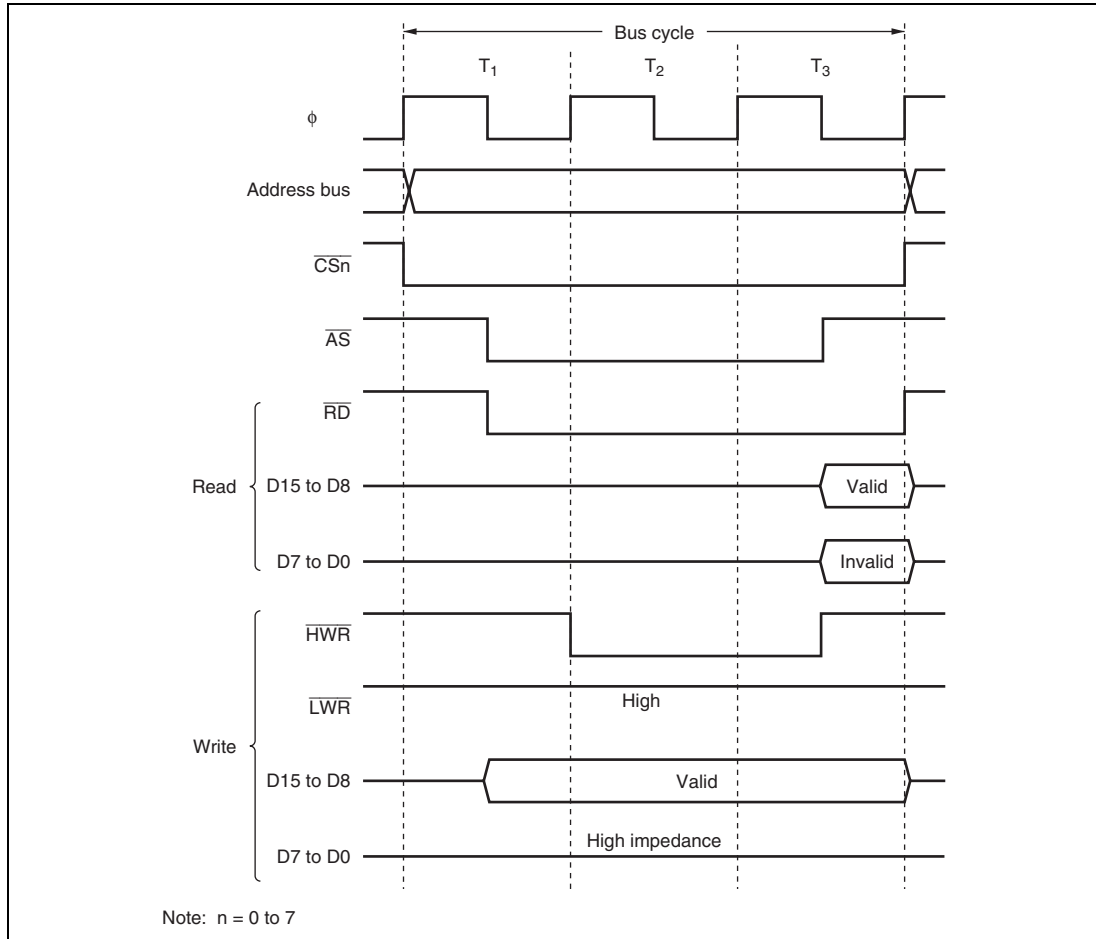 Bus cycle
T1 T2 T3
ϕ
Address bus
CSn
AS
RD
Read
D15 to D8
Valid
D7 to D0
Invalid
HWR
LWR
High
Write
D15 to D8
Valid
High impedance
D7 to D0
Note: n = 0 to 7